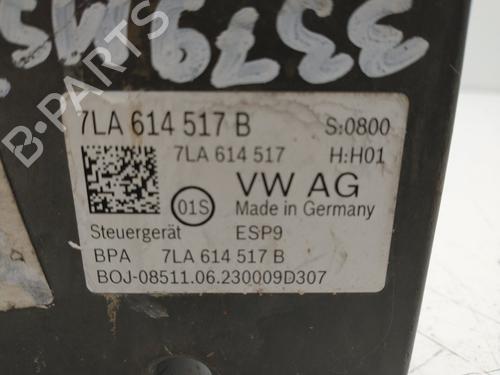 3379M5
7LA 614 517 B S:0800
7LA 614 517 H:H01
01S VW AG
Made in Germany
Steuergerät ESP9
BPA 7LA 614 517 B
BOJ-08511.06.230009D307